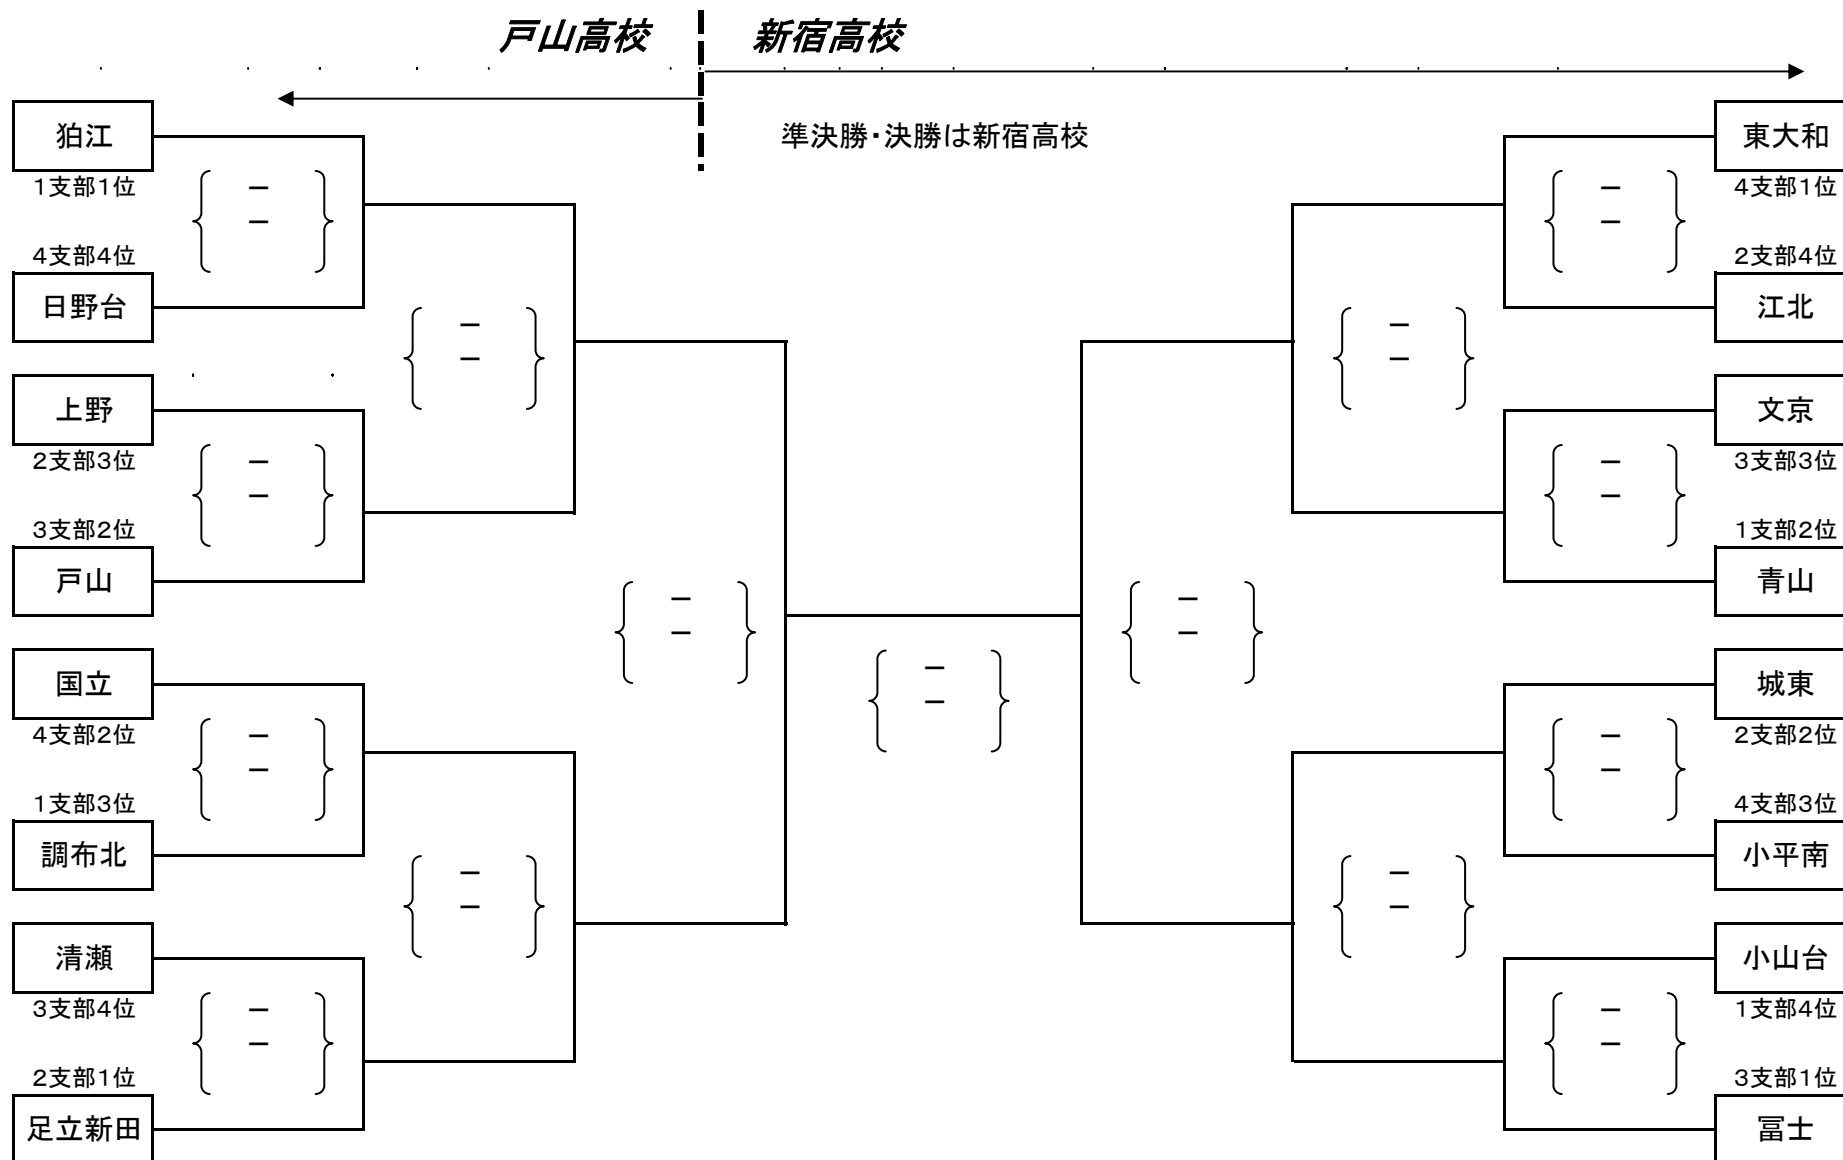 戸山高校
新宿高校
準決勝・決勝は新宿高校
狛江
1支部1位
4支部4位
日野台
上野
2支部3位
3支部2位
戸山
国立
4支部2位
1支部3位
調布北
清瀬
3支部4位
2支部1位
足立新田
東大和
4支部1位
2支部4位
江北
文京
3支部3位
1支部2位
青山
城東
2支部2位
4支部3位
小平南
小山台
1支部4位
3支部1位
冨士